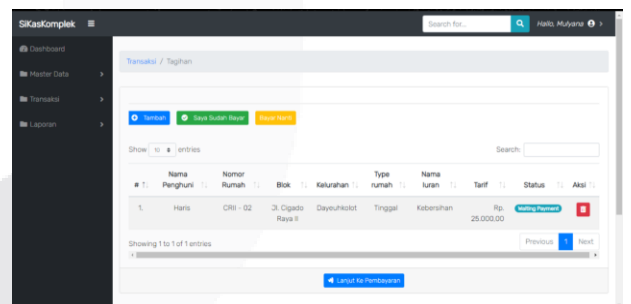 SiKasKomplek
Search for...
Hallo, Mulyana
Dashboard
Master Data
Transaksi
Laporan
Transaksi / Tagihan
Tambah
Saya Sudah Bayar
Bayar Nanti
Show 10 entries
Search:
# Nama Penghuni Nomor Rumah Blok Kelurahan Type rumah Nama Iuran Tarif Status Aksi
1. Haris CRII - 02 Jl. Cigado Raya II Dayeuhkolot Tinggal Kebersihan Rp. 25.000,00 Waiting Payment
Showing 1 to 1 of 1 entries
Previous 1 Next
Lanjut Ke Pembayaran